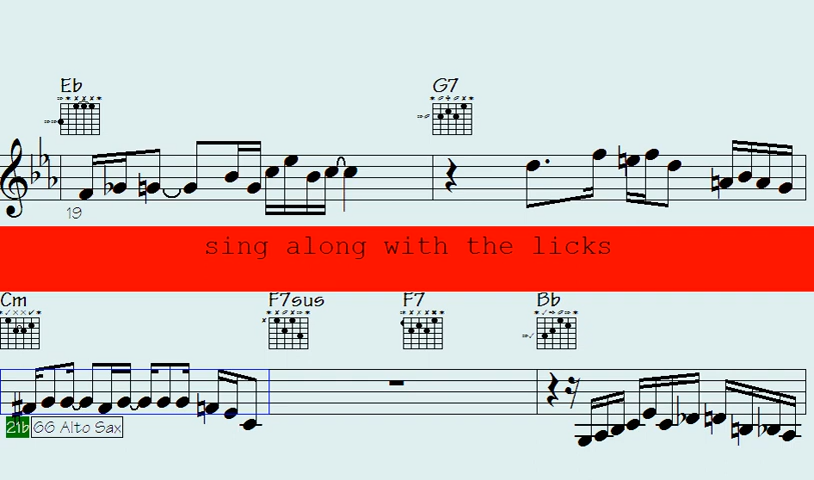 Eb G7
19
sing along with the licks
Cm F7sus F7 Bb
21b 66 Alto Sax